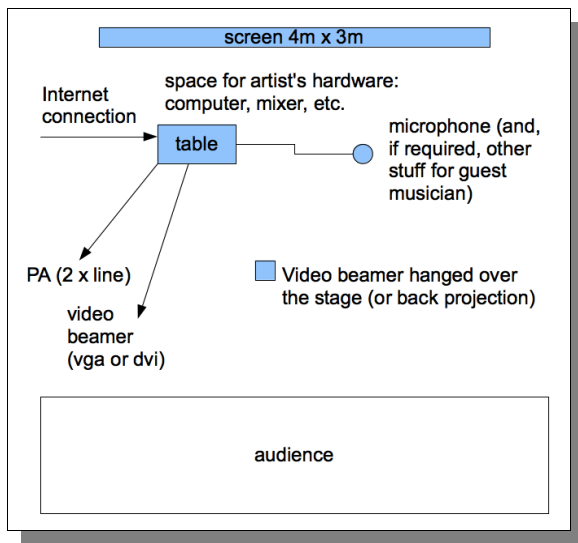 screen 4m x 3m
space for artist's hardware:
computer, mixer, etc.
Internet
connection
table
microphone (and,
if required, other
stuff for guest
musician)
PA (2 x line)
video
beamer
(vga or dvi)
Video beamer hanged over
the stage (or back projection)
audience